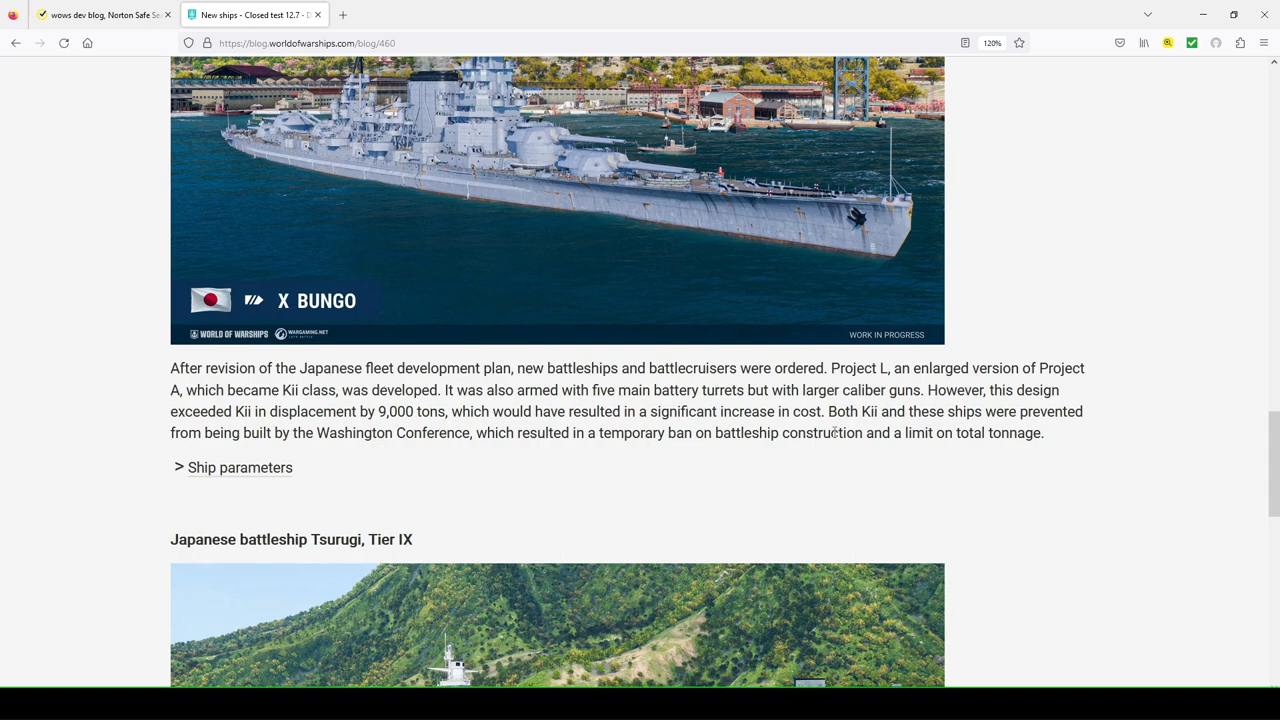 wows dev blog, Norton Safe Se
New ships - Closed test 12.7 - D
https://blog.worldofwarships.com/blog/460
120%
X BUNGO
WORLD OF WARSHIPS
WARGAMING.NET
WORK IN PROGRESS
After revision of the Japanese fleet development plan, new battleships and battlecruisers were ordered. Project L, an enlarged version of Project
A, which became Kii class, was developed. It was also armed with five main battery turrets but with larger caliber guns. However, this design
exceeded Kii in displacement by 9,000 tons, which would have resulted in a significant increase in cost. Both Kii and these ships were prevented
from being built by the Washington Conference, which resulted in a temporary ban on battleship construction and a limit on total tonnage.
> Ship parameters
Japanese battleship Tsurugi, Tier IX